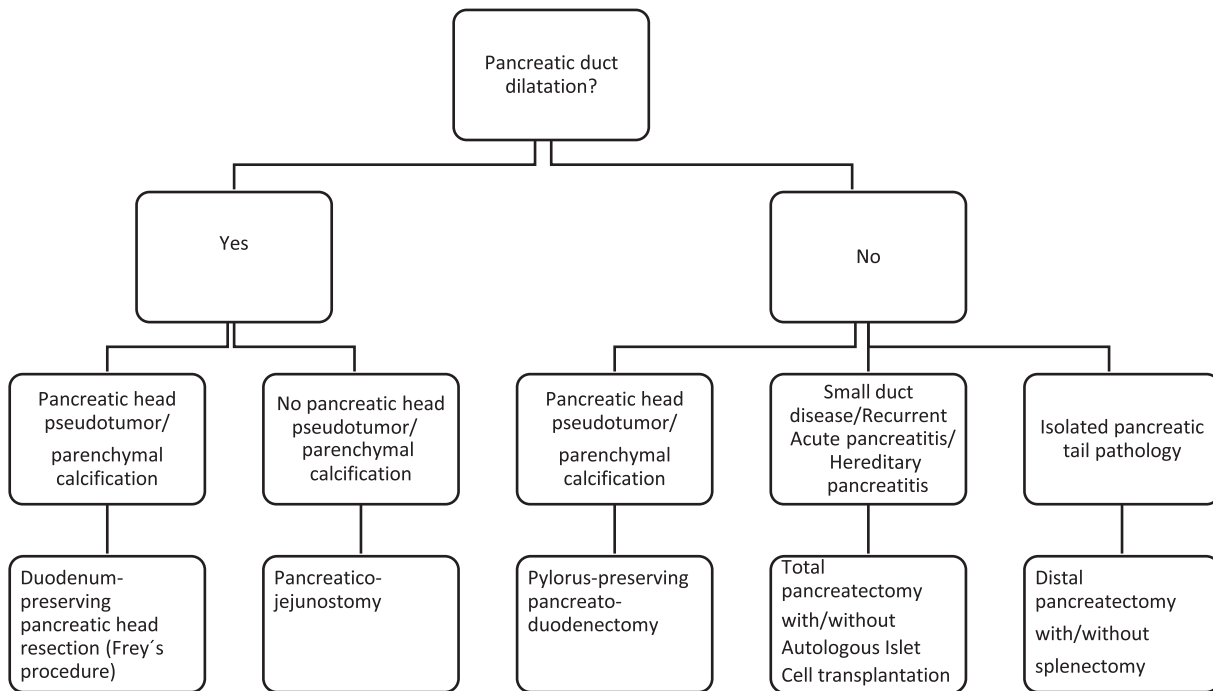 Pancreatic duct
dilatation?
Yes
No
Pancreatic head
pseudotumor/
parenchymal
calcification
No pancreatic head
pseudotumor/
parenchymal
calcification
Pancreatic head
pseudotumor/
parenchymal
calcification
Small duct
disease/Recurrent
Acute pancreatitis/
Hereditary
pancreatitis
Isolated pancreatic
tail pathology
Duodenum-
preserving
pancreatic head
resection (Frey´s
procedure)
Pancreatico-
jejunostomy
Pylorus-preserving
pancreato-
duodenectomy
Total
pancreatectomy
with/without
Autologous Islet
Cell transplantation
Distal
pancreatectomy
with/without
splenectomy